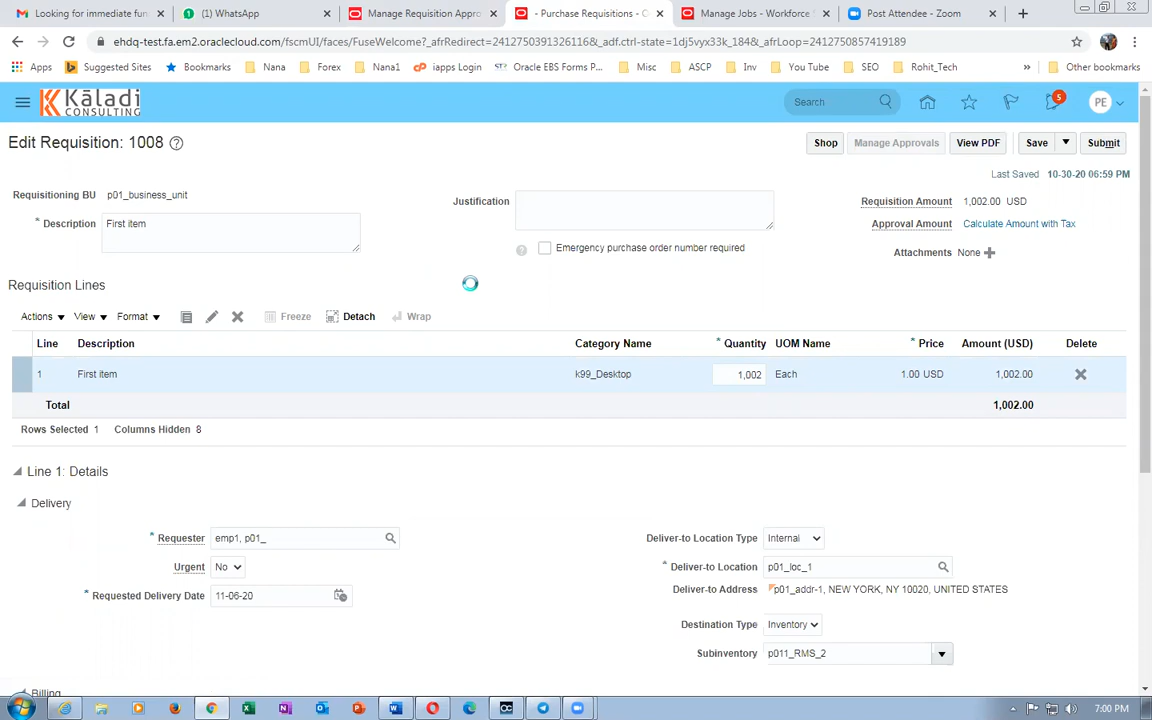 Looking for immediate fun
(1) WhatsApp
Manage Requisition Appro
- Purchase Requisitions - O
Manage Jobs - Workforce S
Post Attendee - Zoom
ehdq-test.fa.em2.oraclecloud.com/fscmUI/faces/FuseWelcome?_afrRedirect=2412750391326116&_adf.ctrl-state=1dj5vyx33k_184&_afrLoop=2412750857419189
Apps Suggested Sites Bookmarks Nana Forex Nana1 iapps Login Oracle EBS Forms P... Misc ASCP Inv You Tube SEO Rohit_Tech » Other bookmarks
Kāladi
CONSULTING
Search
5
PE
Edit Requisition: 1008
Shop Manage Approvals View PDF Save Submit
Last Saved 10-30-20 06:59 PM
Requisitioning BU p01_business_unit
* Description First item
Justification
Emergency purchase order number required
Requisition Amount 1,002.00 USD
Approval Amount Calculate Amount with Tax
Attachments None
Requisition Lines
Actions View Format Freeze Detach Wrap
Line Description Category Name * Quantity UOM Name * Price Amount (USD) Delete
1 First item k99_Desktop 1,002 Each 1.00 USD 1,002.00
Total 1,002.00
Rows Selected 1 Columns Hidden 8
Line 1: Details
Delivery
* Requester emp1, p01_
Urgent No
* Requested Delivery Date 11-06-20
Deliver-to Location Type Internal
* Deliver-to Location p01_loc_1
Deliver-to Address p01_addr-1, NEW YORK, NY 10020, UNITED STATES
Destination Type Inventory
Subinventory p011_RMS_2
Billing
7:00 PM